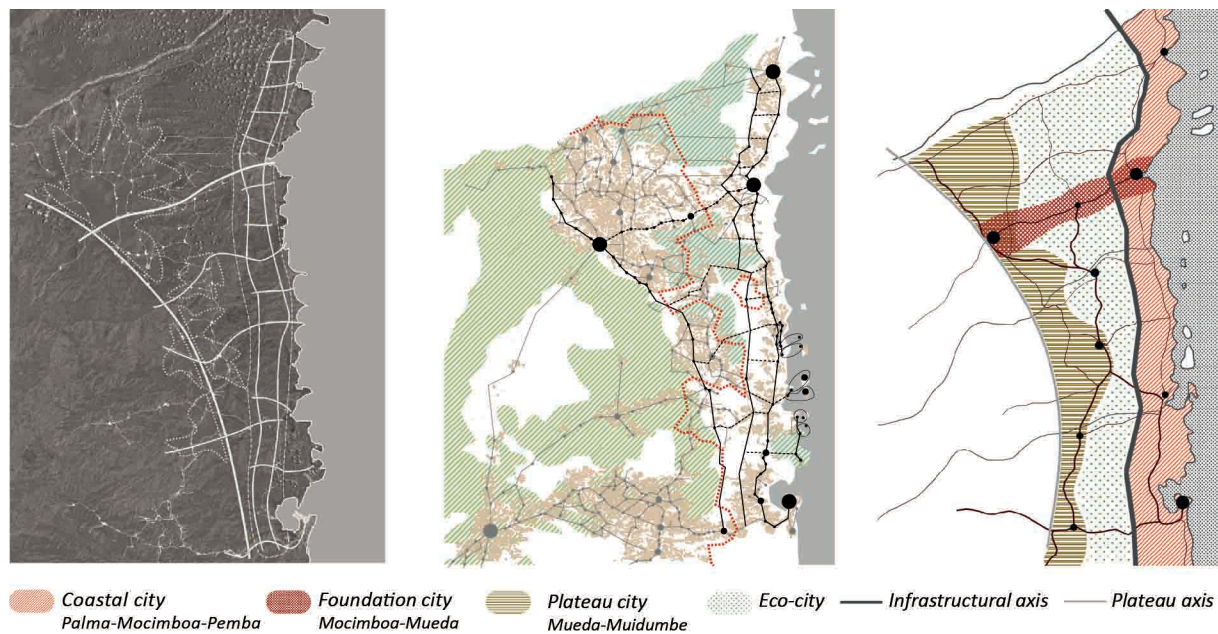 Coastal city
Palma-Mocimboa-Pemba
Foundation city
Mocimboa-Mueda
Plateau city
Mueda-Muidumbe
Eco-city
Infrastructural axis
Plateau axis